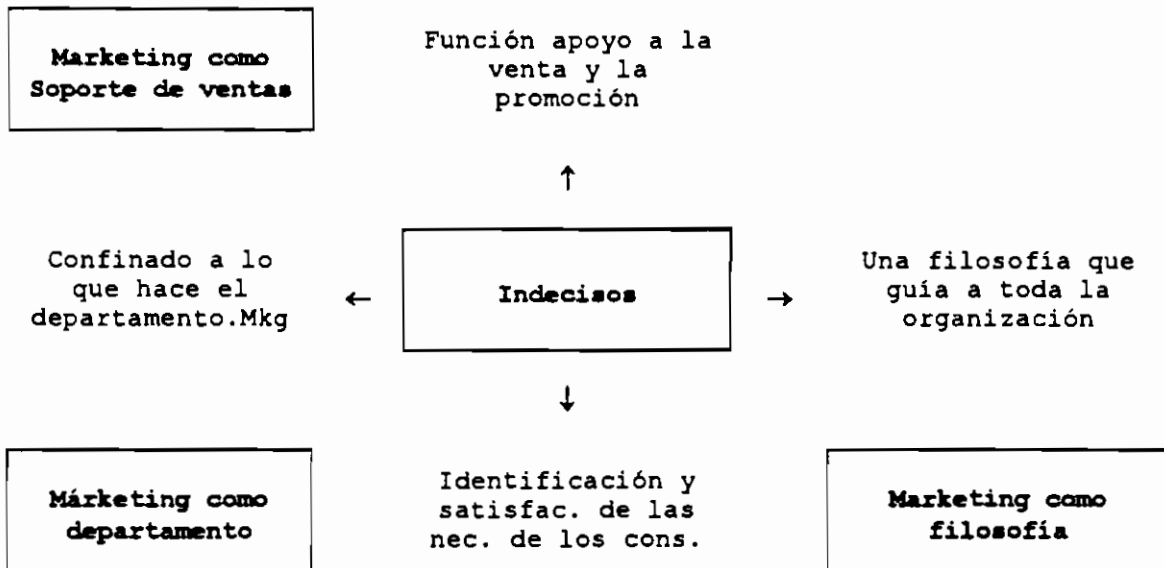 Marketing como
Soporte de ventas
Función apoyo a la
venta y la
promoción
↑
Confinado a lo
que hace el
departamento.Mkg
←
Indecisos
→
Una filosofía que
guía a toda la
organización
↓
Márketing como
departamento
Identificación y
satisfac. de las
nec. de los cons.
Marketing como
filosofía